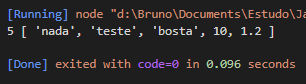 [Running] node "d:\Bruno\Documents\Estudo\Ja
5 [ 'nada', 'teste', 'bosta', 10, 1.2 ]
[Done] exited with code=0 in 0.096 seconds